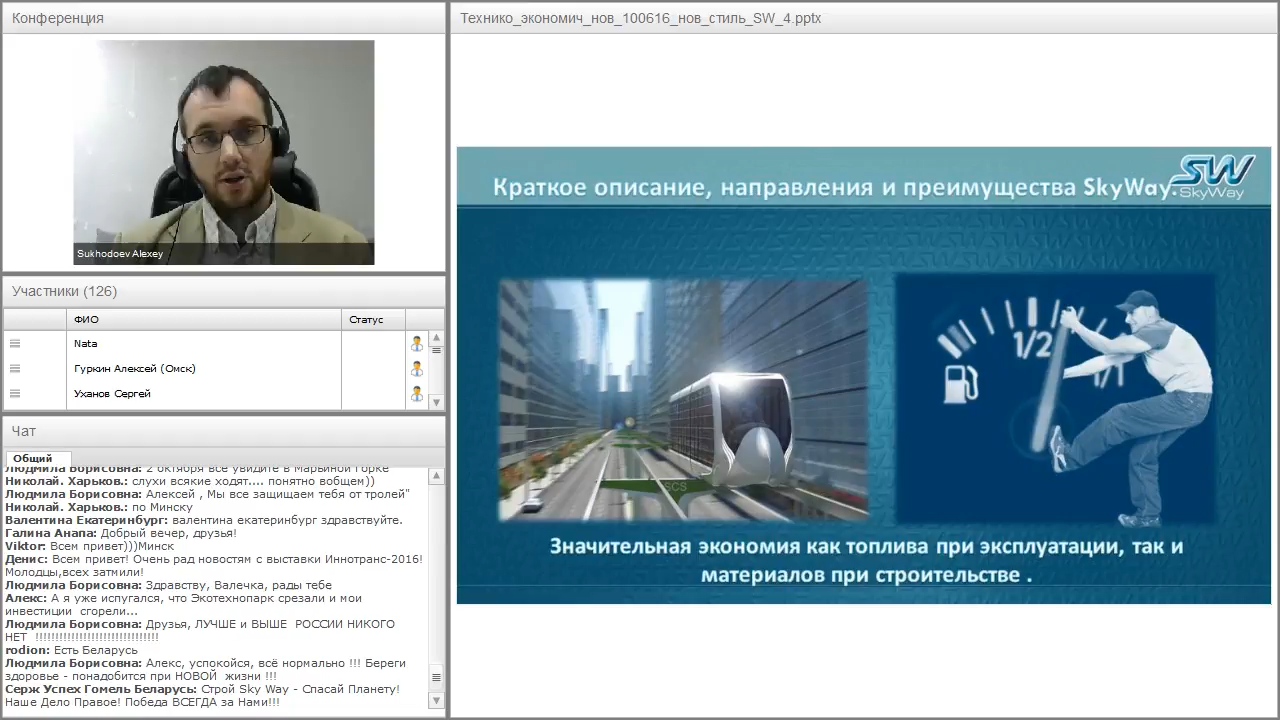 Конференция
Sukhodoev Alexey
Участники (126)
ФИО
Статус
Nata
Гуркин Алексей (Омск)
Уханов Сергей
Чат
Общий
Людмила Борисовна: 2 октября все увидите в Марьиной Горке
Николай. Харьков.: слухи всякие ходят.... понятно вобщем))
Людмила Борисовна: Алексей , Мы все защищаем тебя от тролей"
Николай. Харьков.: по Минску
Валентина Екатеринбург: валентина екатеринбург здравствуйте.
Галина Анапа: Добрый вечер, друзья!
Viktor: Всем привет)))Минск
Денис: Всем привет! Очень рад новостям с выставки Иннотранс-2016!
Молодцы,всех затмили!
Людмила Борисовна: Здравству, Валечка, рады тебе
Алекс: А я уже испугался, что Экотехнопарк срезали и мои
инвестиции сгорели...
Людмила Борисовна: Друзья, ЛУЧШЕ и ВЫШЕ РОССИИ НИКОГО
НЕТ !!!!!!!!!!!!!!!!!!!!!!!!!!!!!!!
rodion: Есть Беларусь
Людмила Борисовна: Алекс, успокойся, всё нормально !!! Береги
здоровье - понадобится при НОВОЙ жизни !!!
Серж Успех Гомель Беларусь: Строй Sky Way - Спасай Планету!
Наше Дело Правое! Победа ВСЕГДА за Нами!!!
Технико_экономич_нов_100616_нов_стиль_SW_4.pptx
SW
SkyWay
Краткое описание, направления и преимущества SkyWay.
SCS
1/2
1/1
Значительная экономия как топлива при эксплуатации, так и
материалов при строительстве .